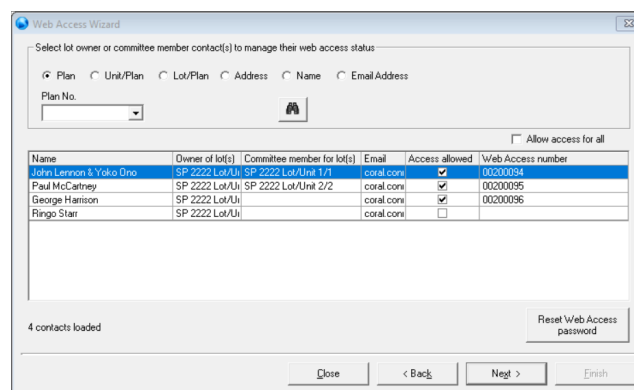 Web Access Wizard
Select lot owner or committee member contact(s) to manage their web access status
Plan Unit/Plan Lot/Plan Address Name Email Address
Plan No.
Allow access for all
Name Owner of lot(s) Committee member for lot(s) Email Access allowed Web Access number
John Lennon & Yoko Ono SP 2222 Lot/U SP 2222 Lot/Unit 1/1 coral.con 00200094
Paul McCartney SP 2222 Lot/U SP 2222 Lot/Unit 2/2 coral.con 00200095
George Harrison SP 2222 Lot/U coral.con 00200096
Ringo Starr SP 2222 Lot/U coral.con
4 contacts loaded
Reset Web Access
password
Close < Back Next > Finish